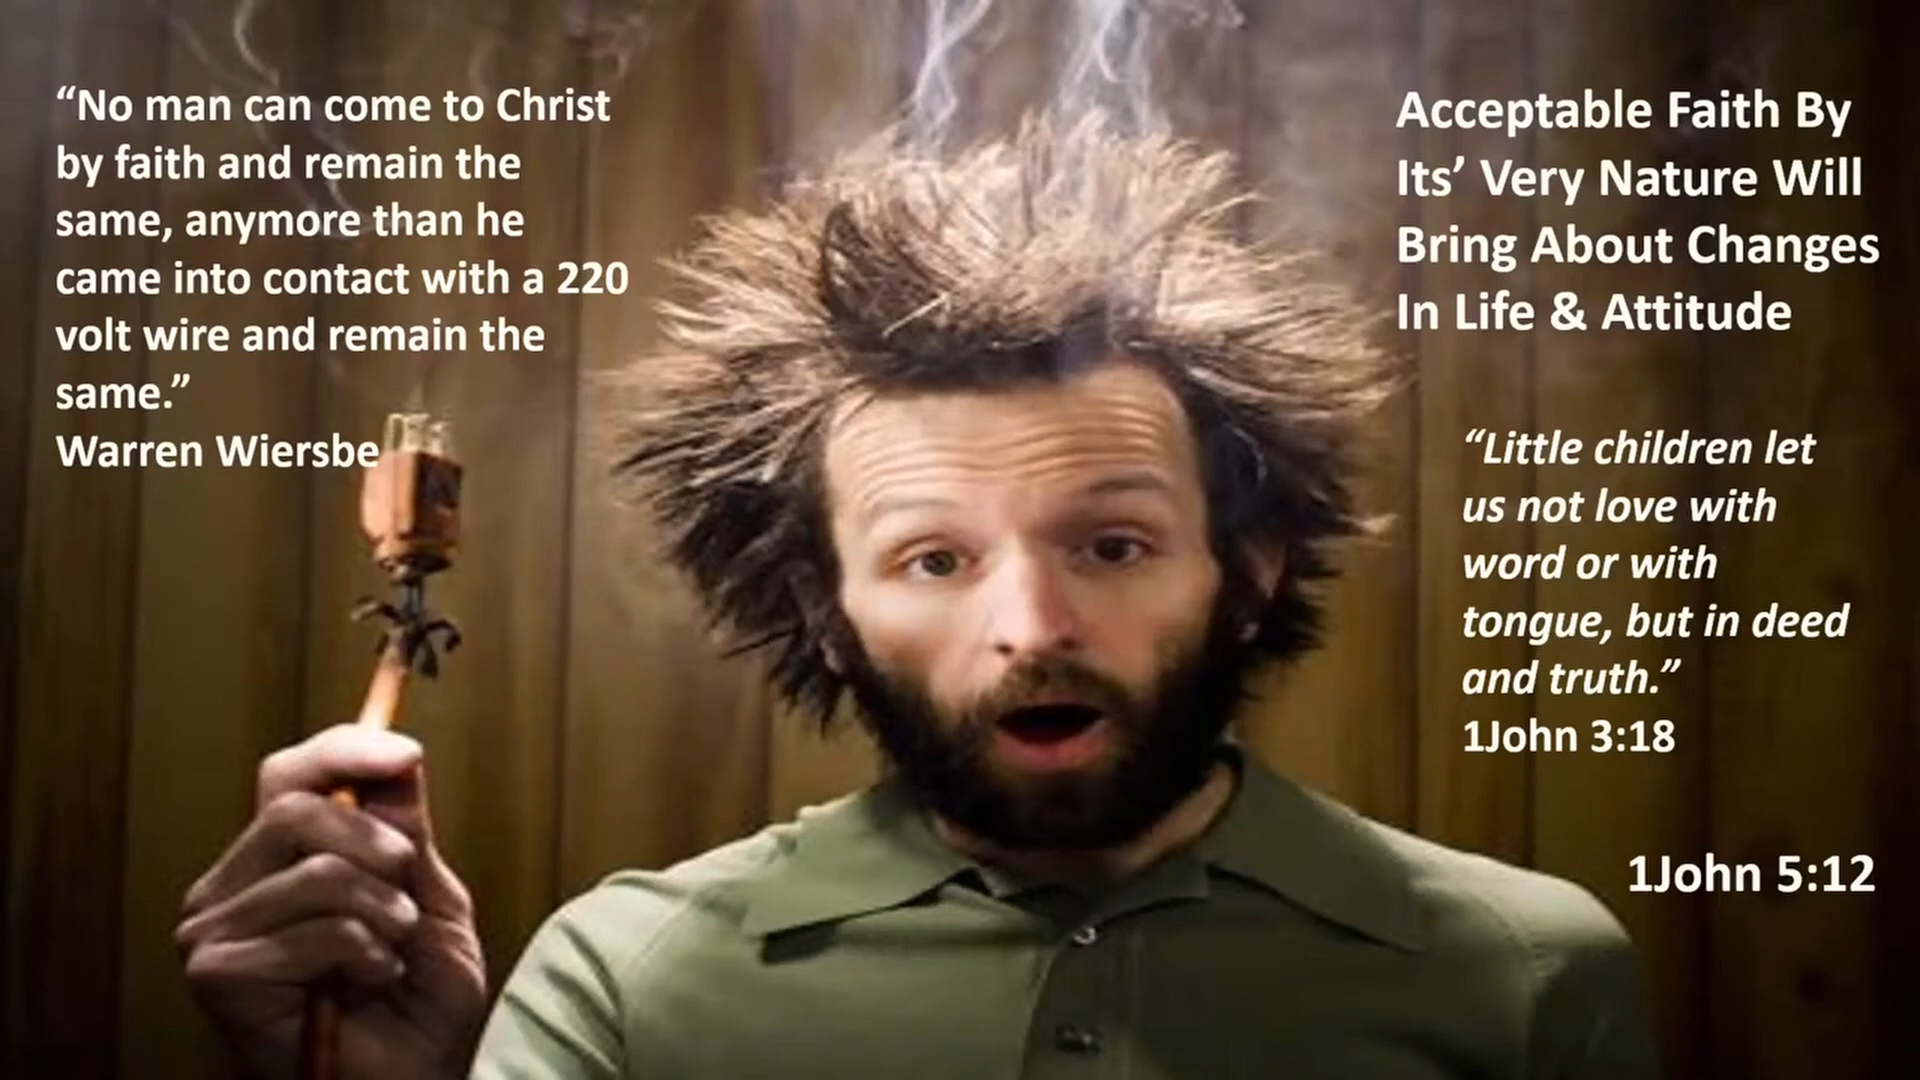 “No man can come to Christ
by faith and remain the
same, anymore than he
came into contact with a 220
volt wire and remain the
same.”
Warren Wiersbe
Acceptable Faith By
Its’ Very Nature Will
Bring About Changes
In Life & Attitude
“Little children let
us not love with
word or with
tongue, but in deed
and truth.”
1John 3:18
1John 5:12